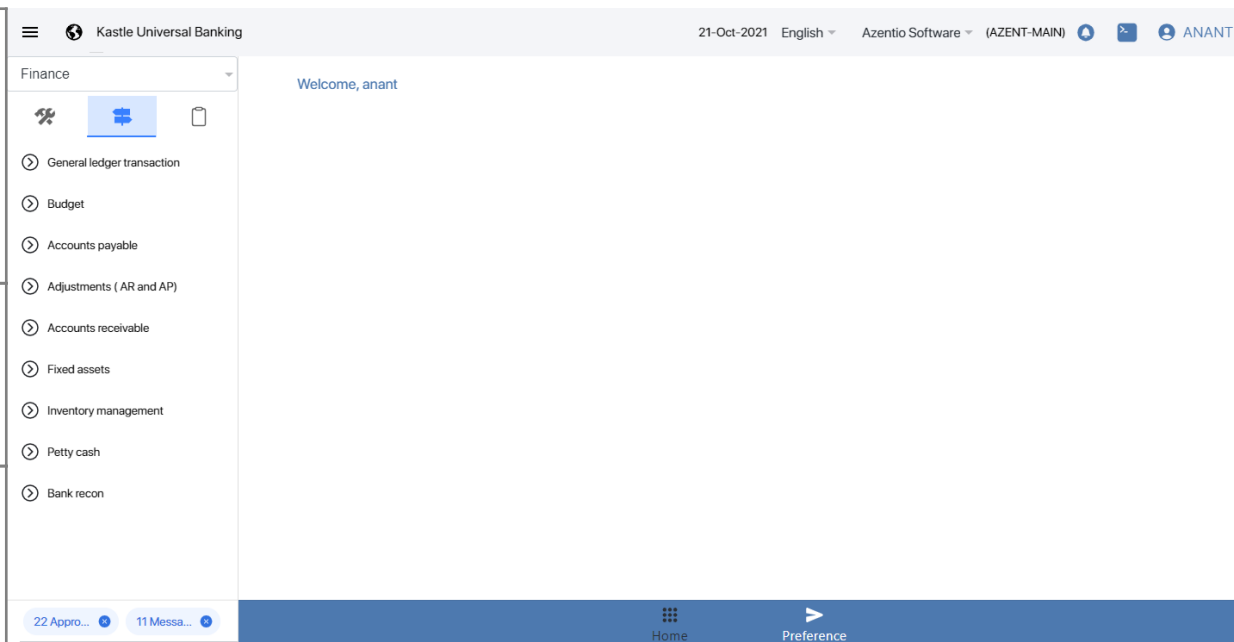 Kastle Universal Banking
21-Oct-2021 English Azentio Software (AZENT-MAIN) ANANT
Finance
Welcome, anant
General ledger transaction
Budget
Accounts payable
Adjustments ( AR and AP)
Accounts receivable
Fixed assets
Inventory management
Petty cash
Bank recon
22 Appro... 11 Messa...
Home Preference